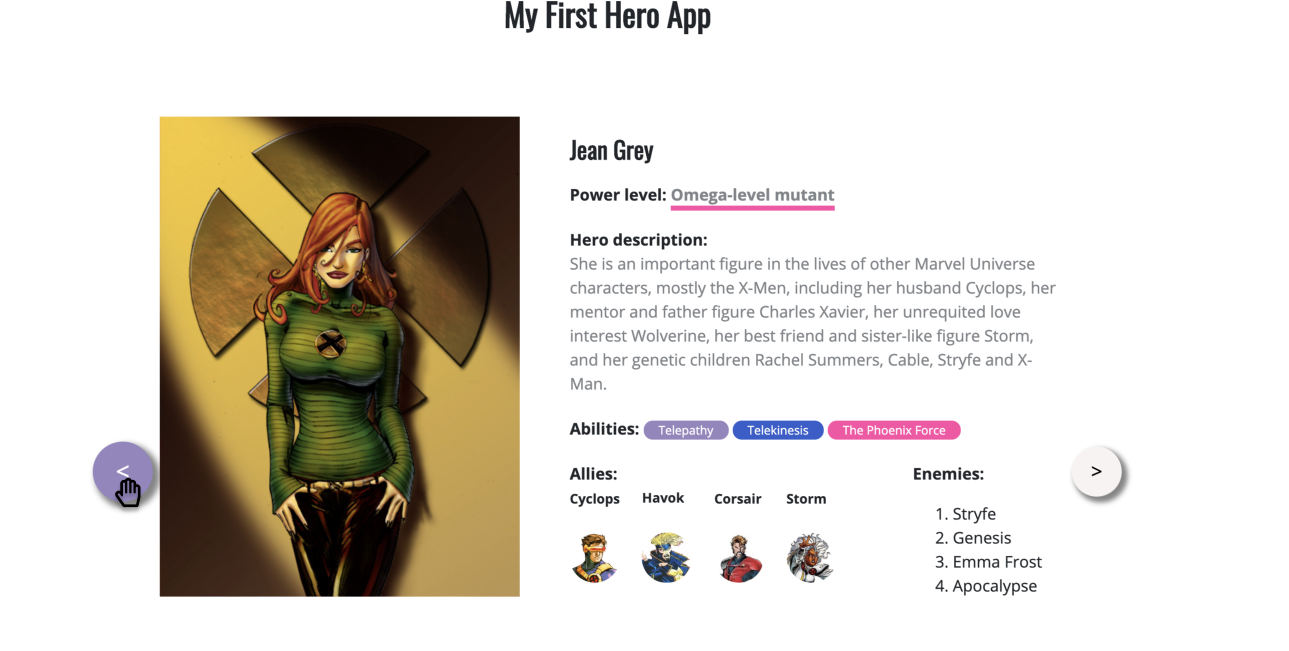 My First Hero App
Jean Grey
Power level: Omega-level mutant
Hero description:
She is an important figure in the lives of other Marvel Universe
characters, mostly the X-Men, including her husband Cyclops, her
mentor and father figure Charles Xavier, her unrequited love
interest Wolverine, her best friend and sister-like figure Storm,
and her genetic children Rachel Summers, Cable, Stryfe and X-
Man.
Abilities: Telepathy Telekinesis The Phoenix Force
Allies:
Cyclops Havok Corsair Storm
Enemies:
1. Stryfe
2. Genesis
3. Emma Frost
4. Apocalypse
<
>